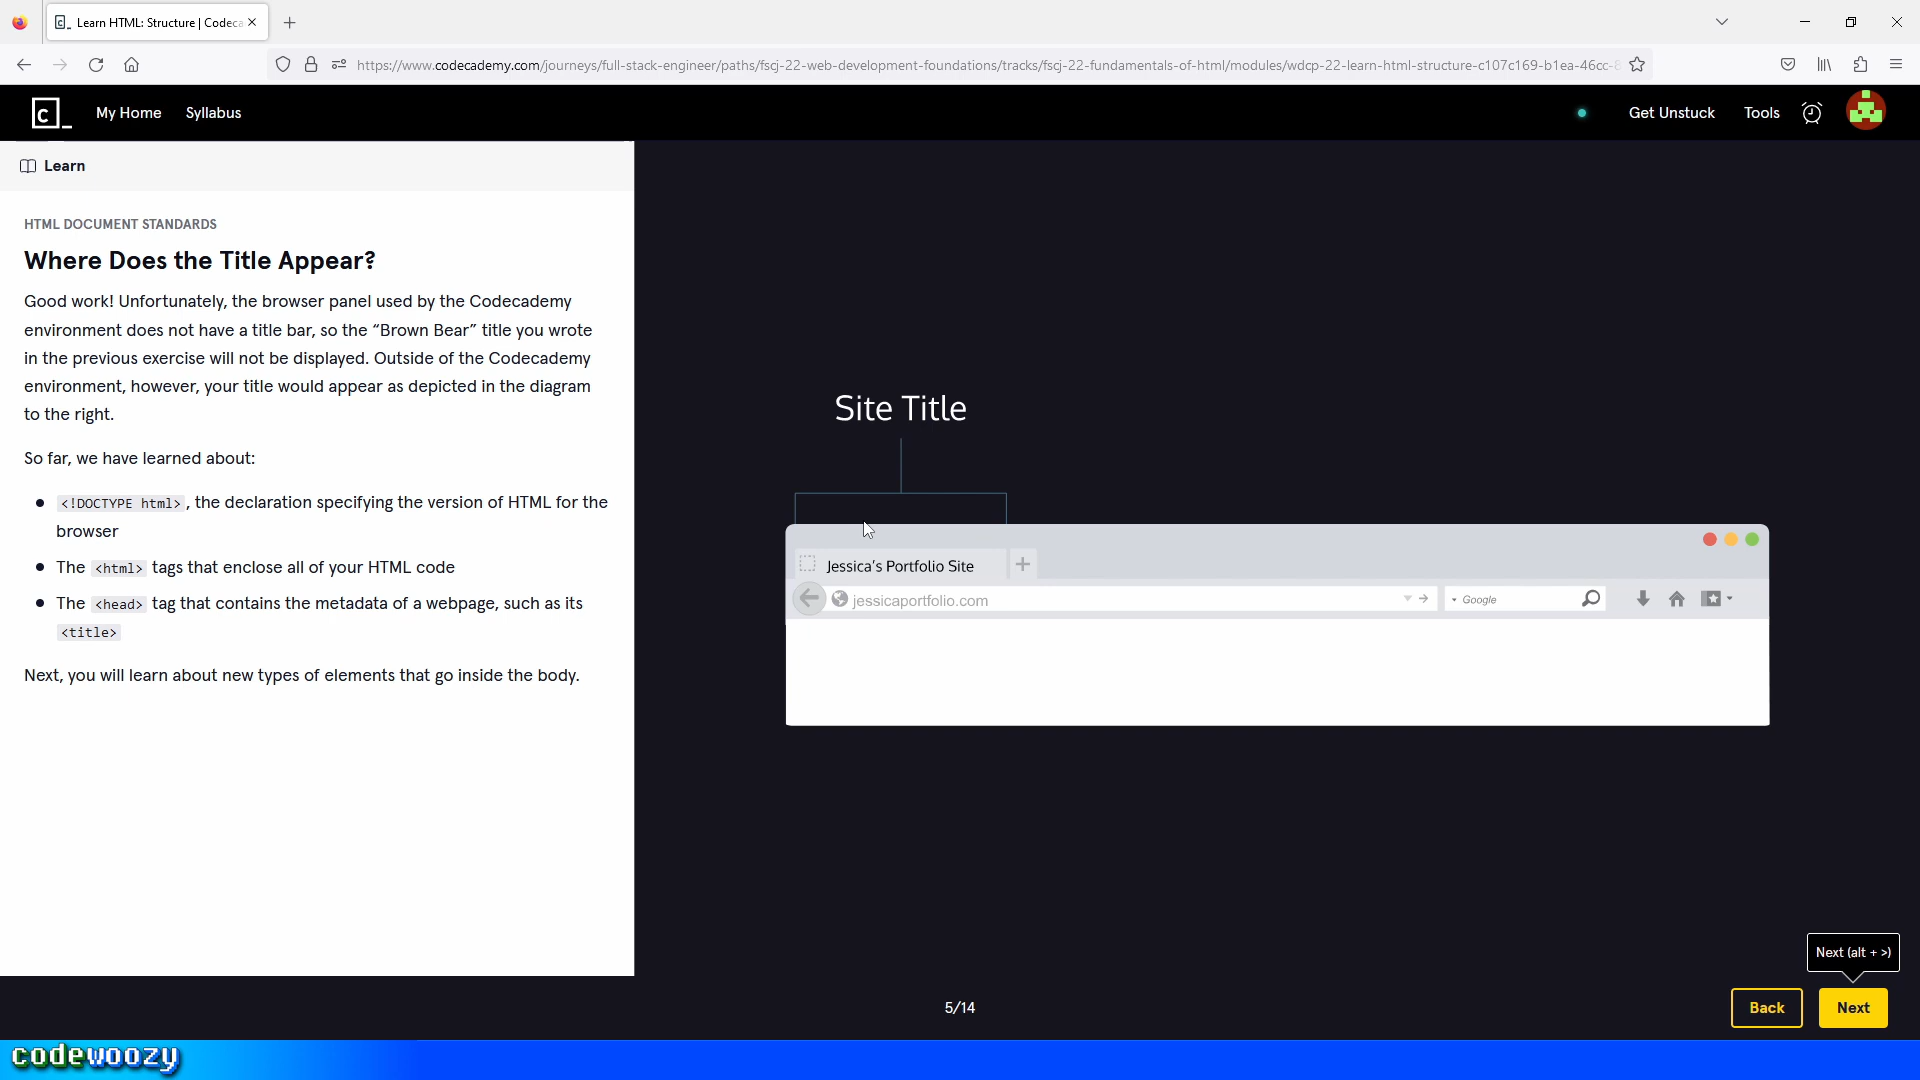 Learn HTML: Structure | Codeca
https://www.codecademy.com/journeys/full-stack-engineer/paths/fscj-22-web-development-foundations/tracks/fscj-22-fundamentals-of-html/modules/wdcp-22-learn-html-structure-c107c169-b1ea-46cc-8
c_
My Home
Syllabus
Get Unstuck
Tools
Learn
HTML DOCUMENT STANDARDS
Where Does the Title Appear?
Good work! Unfortunately, the browser panel used by the Codecademy
environment does not have a title bar, so the “Brown Bear” title you wrote
in the previous exercise will not be displayed. Outside of the Codecademy
environment, however, your title would appear as depicted in the diagram
to the right.
So far, we have learned about:
<!DOCTYPE html>, the declaration specifying the version of HTML for the
browser
The <html> tags that enclose all of your HTML code
The <head> tag that contains the metadata of a webpage, such as its
<title>
Next, you will learn about new types of elements that go inside the body.
Site Title
Jessica's Portfolio Site
jessicaportfolio.com
Google
Next (alt + >)
5/14
Back
Next
codewoozy